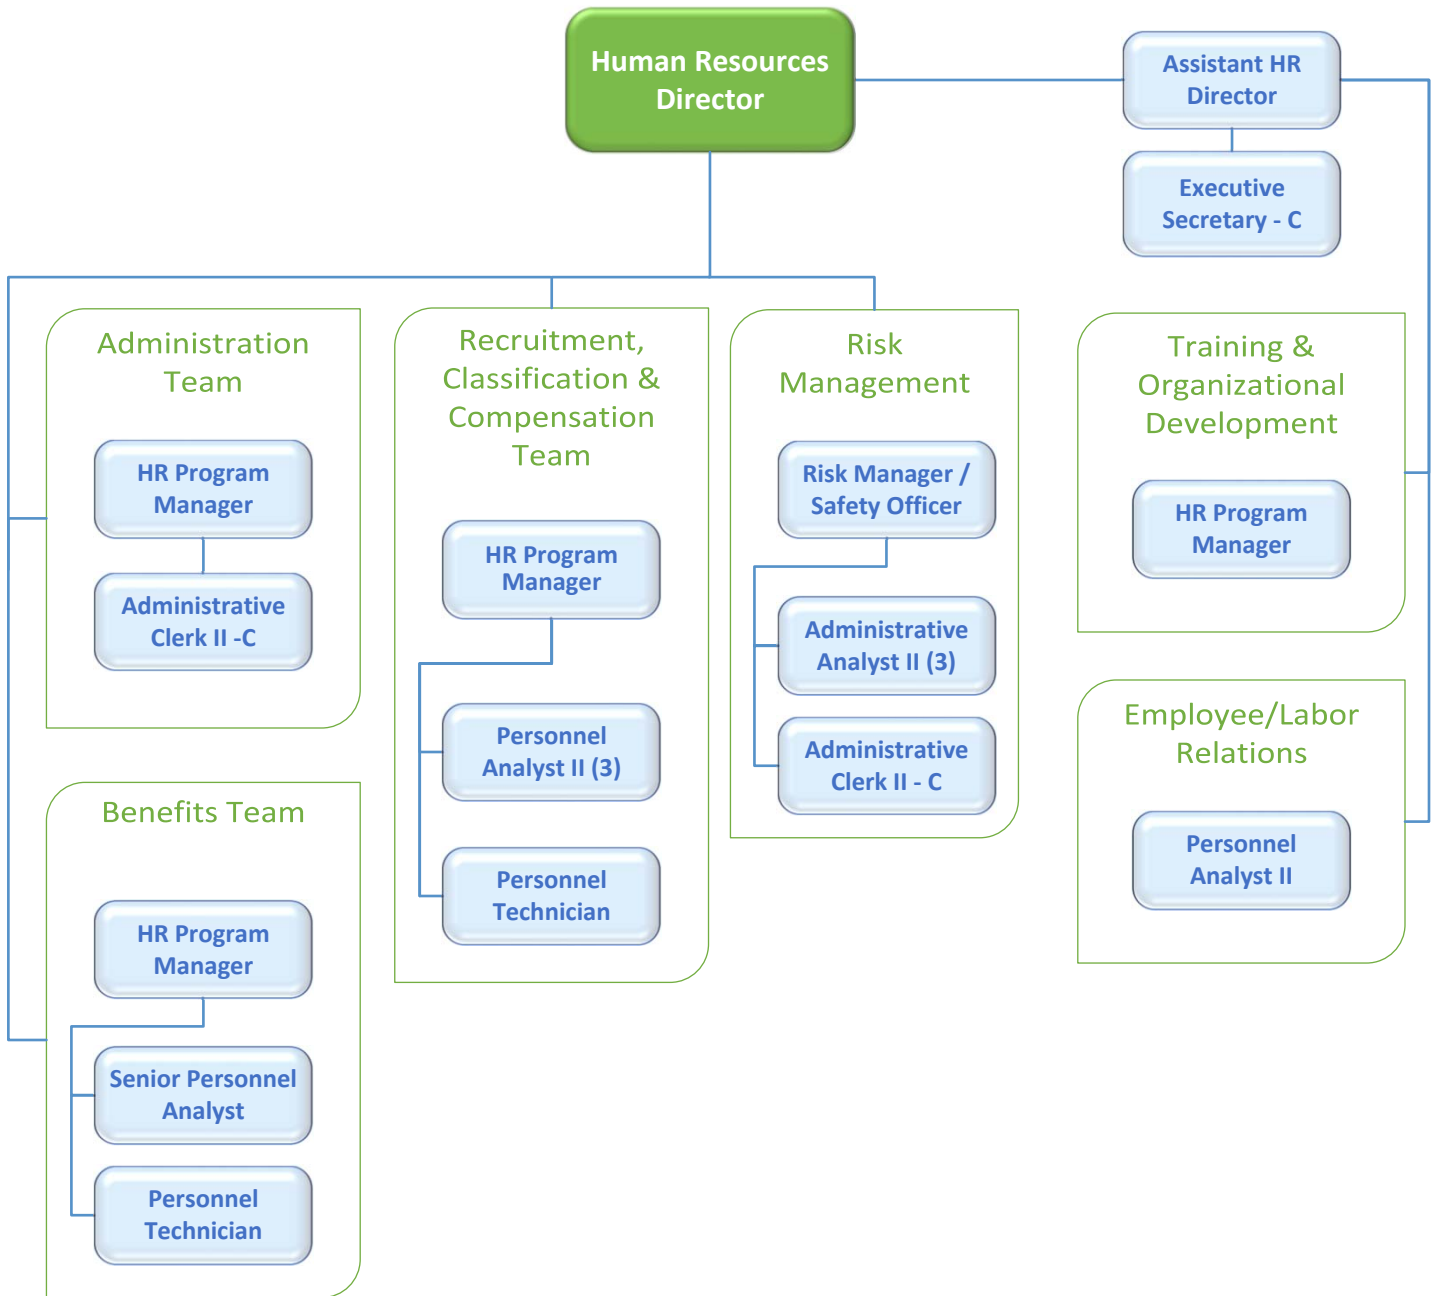 Human Resources
Director
Assistant HR
Director
Executive
Secretary - C
Administration
Team
HR Program
Manager
Administrative
Clerk II -C
Benefits Team
HR Program
Manager
Senior Personnel
Analyst
Personnel
Technician
Recruitment,
Classification &
Compensation
Team
HR Program
Manager
Personnel
Analyst II (3)
Personnel
Technician
Risk
Management
Risk Manager /
Safety Officer
Administrative
Analyst II (3)
Administrative
Clerk II - C
Training &
Organizational
Development
HR Program
Manager
Employee/Labor
Relations
Personnel
Analyst II